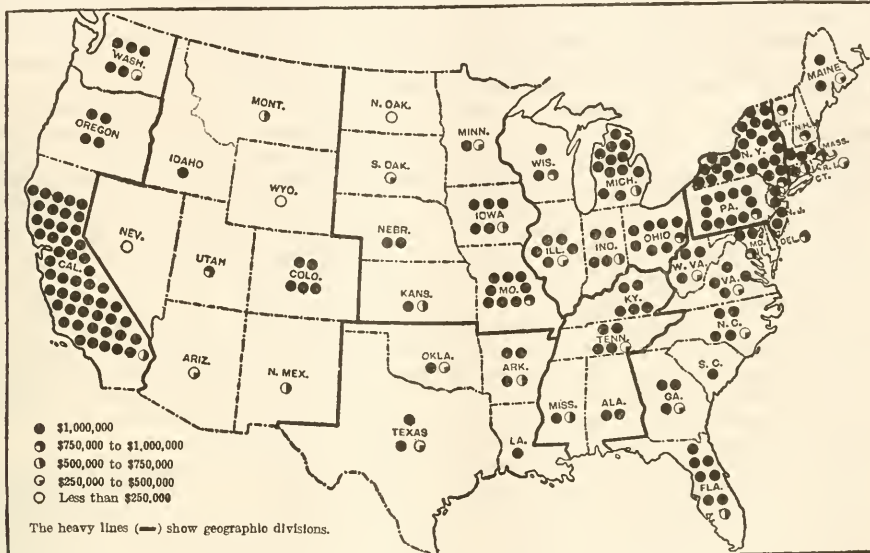 WASH.
OREGON
CAL.
NEV.
IDAHO
MONT.
WYO.
UTAH
COLO.
ARIZ.
N. MEX.
N. DAK.
S. DAK.
NEBR.
KANS.
OKLA.
TEXAS
MINN.
IOWA
MO.
ARK.
LA.
WIS.
MICH.
ILL.
IND.
OHIO
KY.
TENN.
MISS.
ALA.
GA.
FLA.
S. C.
N. C.
VA.
W. VA.
MD.
DEL.
PA.
N. J.
N. Y.
CT.
R. I.
MASS.
VT.
N. H.
MAINE
$1,000,000
$750,000 to $1,000,000
$500,000 to $750,000
$250,000 to $500,000
Less than $250,000
The heavy lines (—) show geographic divisions.